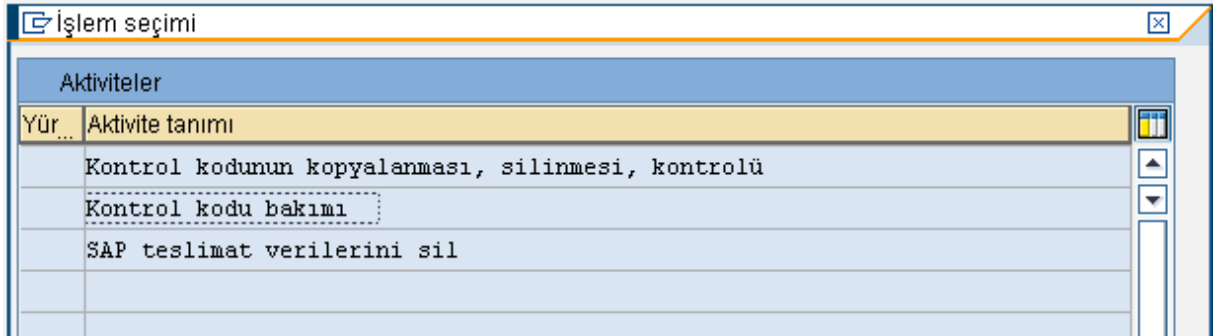 İşlem seçimi
Aktiviteler
Yür... Aktivite tanımı
Kontrol kodunun kopyalanması, silinmesi, kontrolü
Kontrol kodu bakımı
SAP teslimat verilerini sil